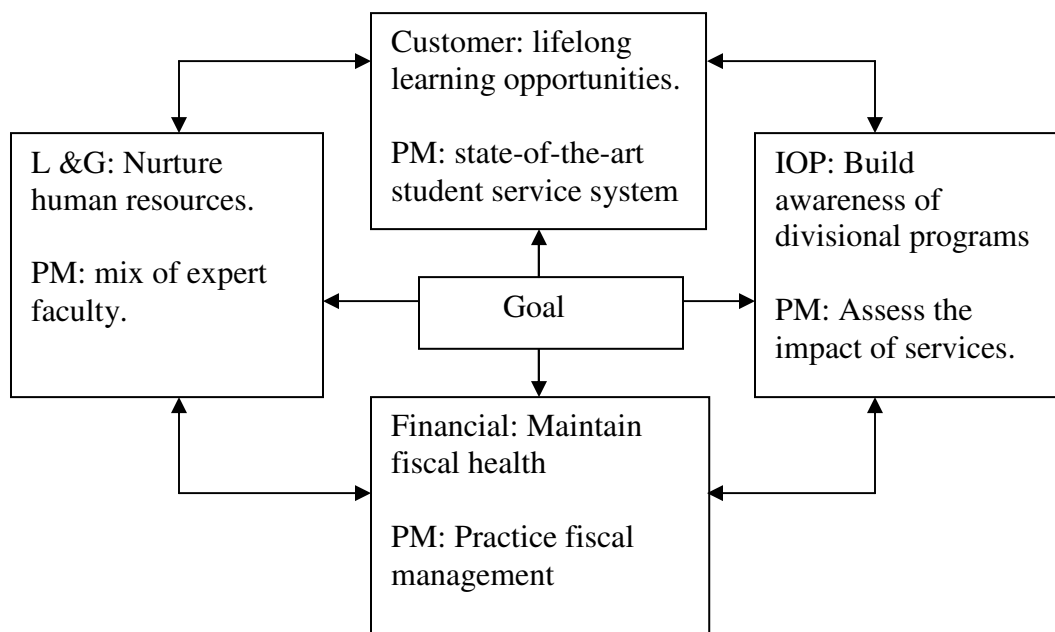 Customer: lifelong
learning opportunities.
PM: state-of-the-art
student service system
L &G: Nurture
human resources.
PM: mix of expert
faculty.
Goal
IOP: Build
awareness of
divisional programs
PM: Assess the
impact of services.
Financial: Maintain
fiscal health
PM: Practice fiscal
management